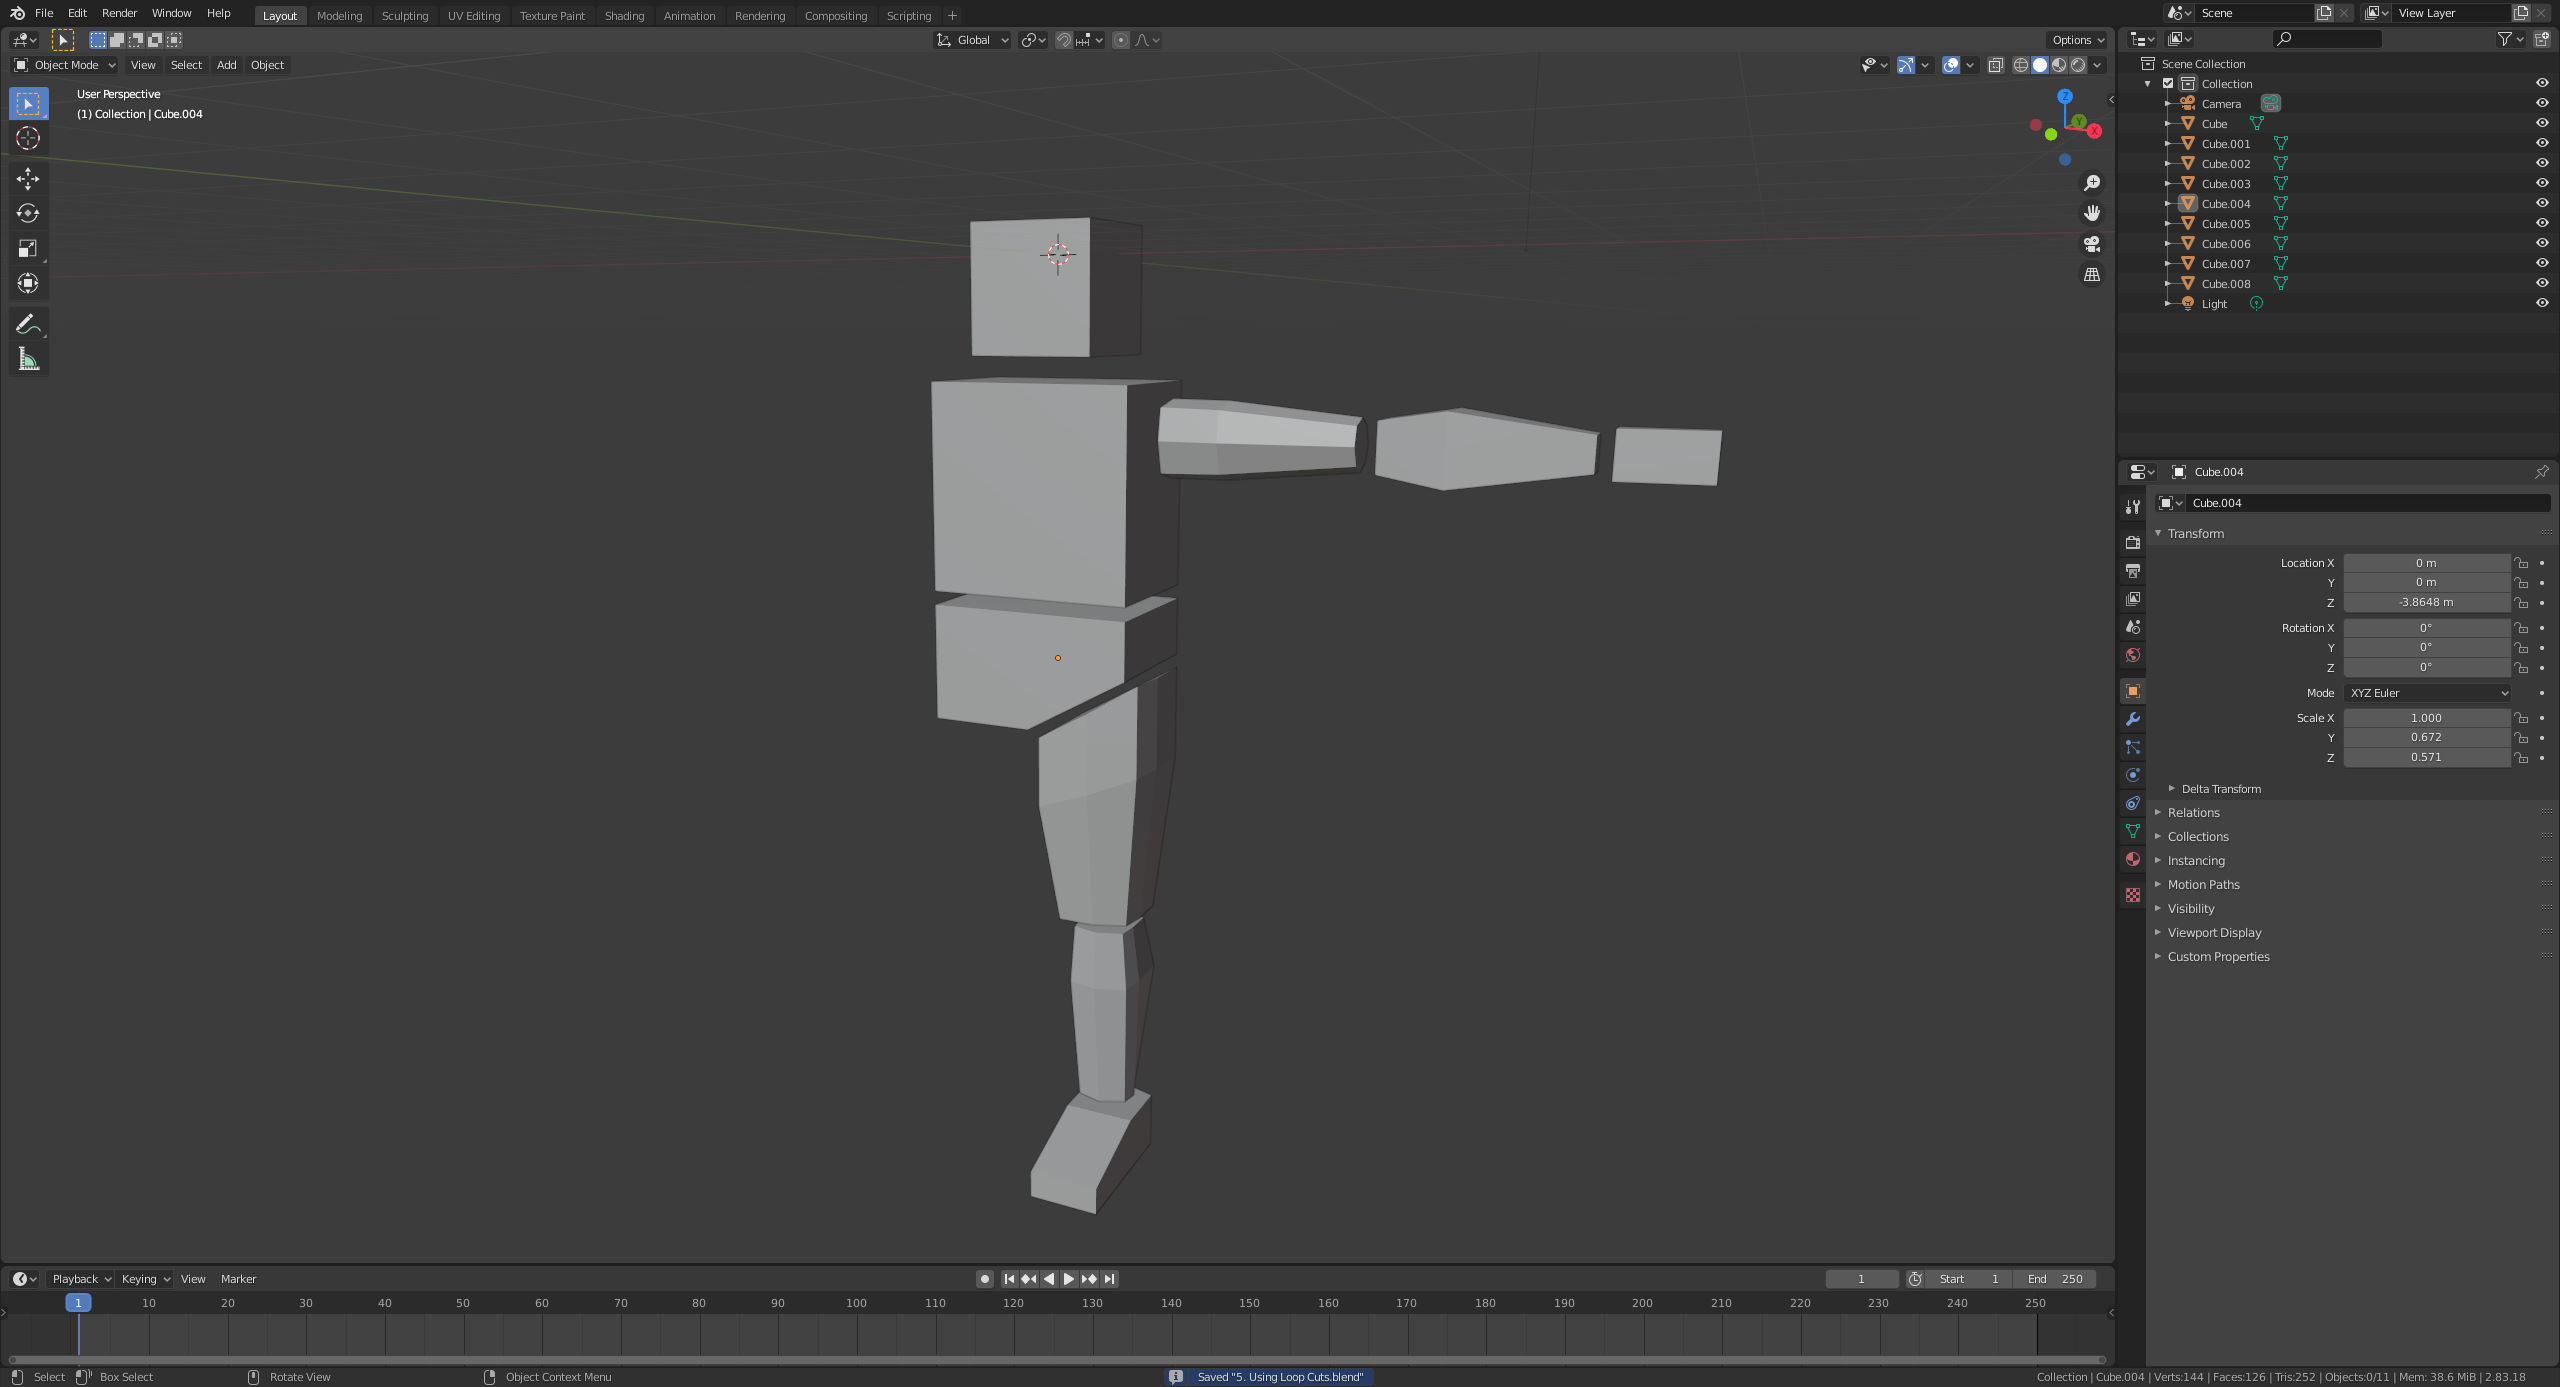 File Edit Render Window Help Layout Modeling Sculpting UV Editing Texture Paint Shading Animation Rendering Compositing Scripting + Scene View Layer
Global Options
Object Mode View Select Add Object
User Perspective
(1) Collection | Cube.004
Z
Y
X
Scene Collection
Collection
Camera
Cube
Cube.001
Cube.002
Cube.003
Cube.004
Cube.005
Cube.006
Cube.007
Cube.008
Light
Cube.004
Cube.004
Transform
Location X 0 m
Y 0 m
Z -3.8648 m
Rotation X 0°
Y 0°
Z 0°
Mode XYZ Euler
Scale X 1.000
Y 0.672
Z 0.571
Delta Transform
Relations
Collections
Instancing
Motion Paths
Visibility
Viewport Display
Custom Properties
Playback Keying View Marker 1 Start 1 End 250
1 10 20 30 40 50 60 70 80 90 100 110 120 130 140 150 160 170 180 190 200 210 220 230 240 250
Select Box Select Rotate View Object Context Menu Saved "5. Using Loop Cuts.blend" Collection | Cube.004 | Verts:144 | Faces:126 | Tris:252 | Objects:0/11 | Mem: 38.6 MiB | 2.83.18